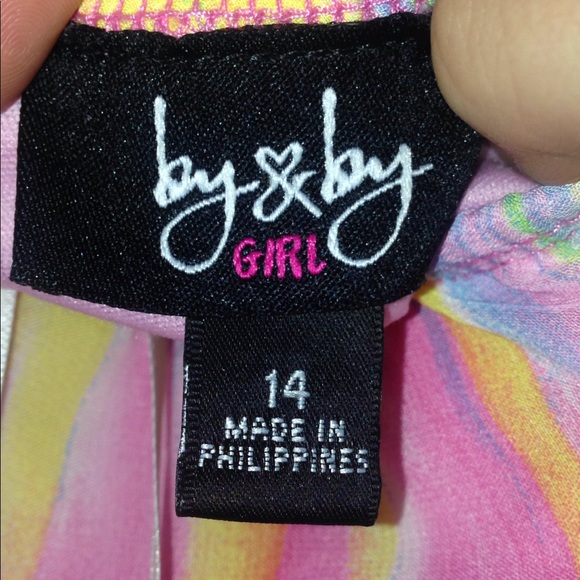 by & by
GIRL
14
MADE IN
PHILIPPINES